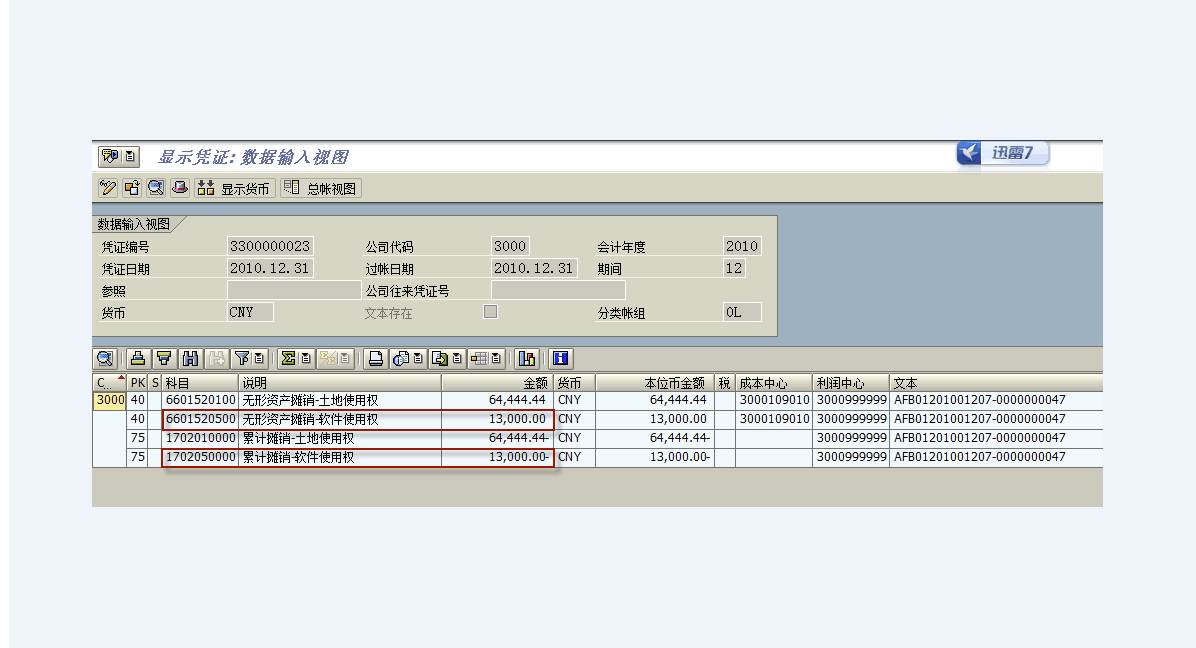 显示凭证: 数据输入视图
迅雷7
显示货币 总帐视图
数据输入视图
凭证编号 3300000023 公司代码 3000 会计年度 2010
凭证日期 2010.12.31 过帐日期 2010.12.31 期间 12
参照 公司往来凭证号
货币 CNY 文本存在 分类帐组 0L
C.. PK S 科目 说明 金额 货币 本位币金额 税 成本中心 利润中心 文本
3000 40 6601520100 无形资产摊销-土地使用权 64,444.44 CNY 64,444.44 3000109010 3000999999 AFB01201001207-0000000047
40 6601520500 无形资产摊销-软件使用权 13,000.00 CNY 13,000.00 3000109010 3000999999 AFB01201001207-0000000047
75 1702010000 累计摊销-土地使用权 64,444.44- CNY 64,444.44- 3000999999 AFB01201001207-0000000047
75 1702050000 累计摊销-软件使用权 13,000.00- CNY 13,000.00- 3000999999 AFB01201001207-0000000047